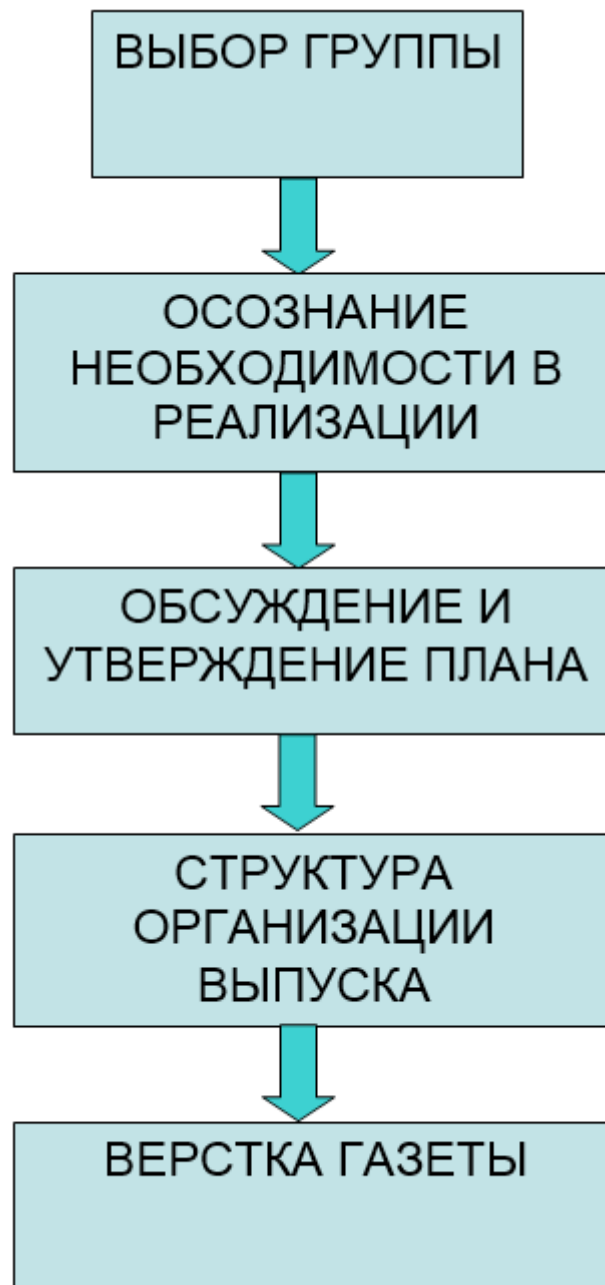 ВЫБОР ГРУППЫ
ОСОЗНАНИЕ
НЕОБХОДИМОСТИ В
РЕАЛИЗАЦИИ
ОБСУЖДЕНИЕ И
УТВЕРЖДЕНИЕ ПЛАНА
СТРУКТУРА
ОРГАНИЗАЦИИ
ВЫПУСКА
ВЕРСТКА ГАЗЕТЫ